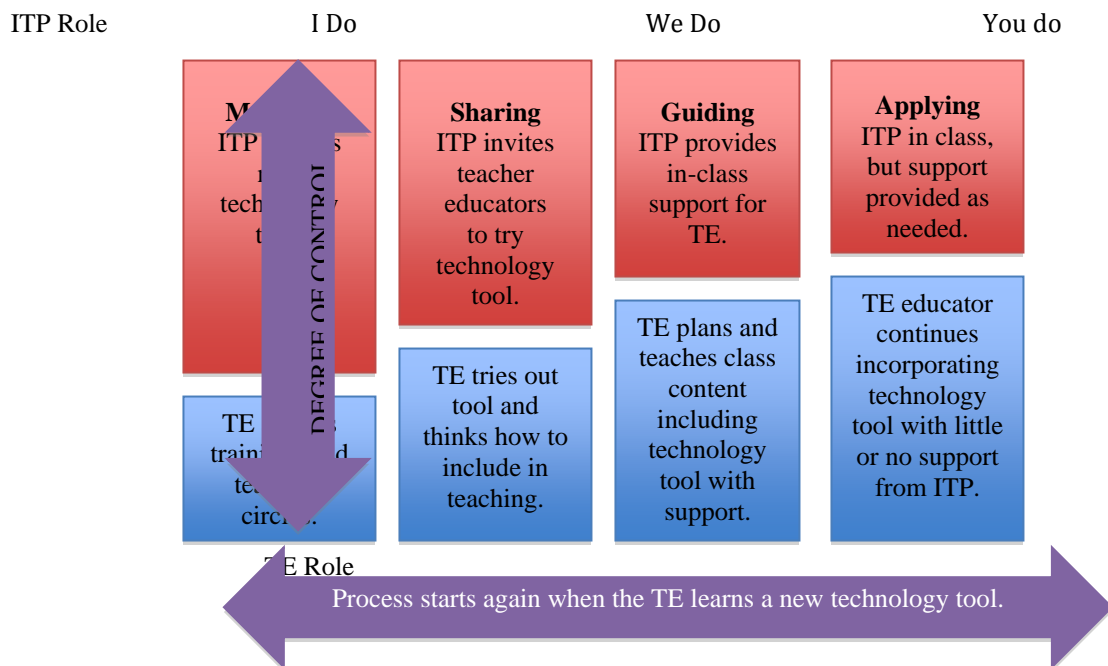 ITP Role
I Do
We Do
You do
ITP
DEGREE OF CONTROL
TE
Sharing
ITP invites
teacher
educators
to try
technology
tool.
TE tries out
tool and
thinks how to
include in
teaching.
Guiding
ITP provides
in-class
support for
TE.
TE plans and
teaches class
content
including
technology
tool with
support.
Applying
ITP in class,
but support
provided as
needed.
TE educator
continues
incorporating
technology
tool with little
or no support
from ITP.
TE Role
Process starts again when the TE learns a new technology tool.